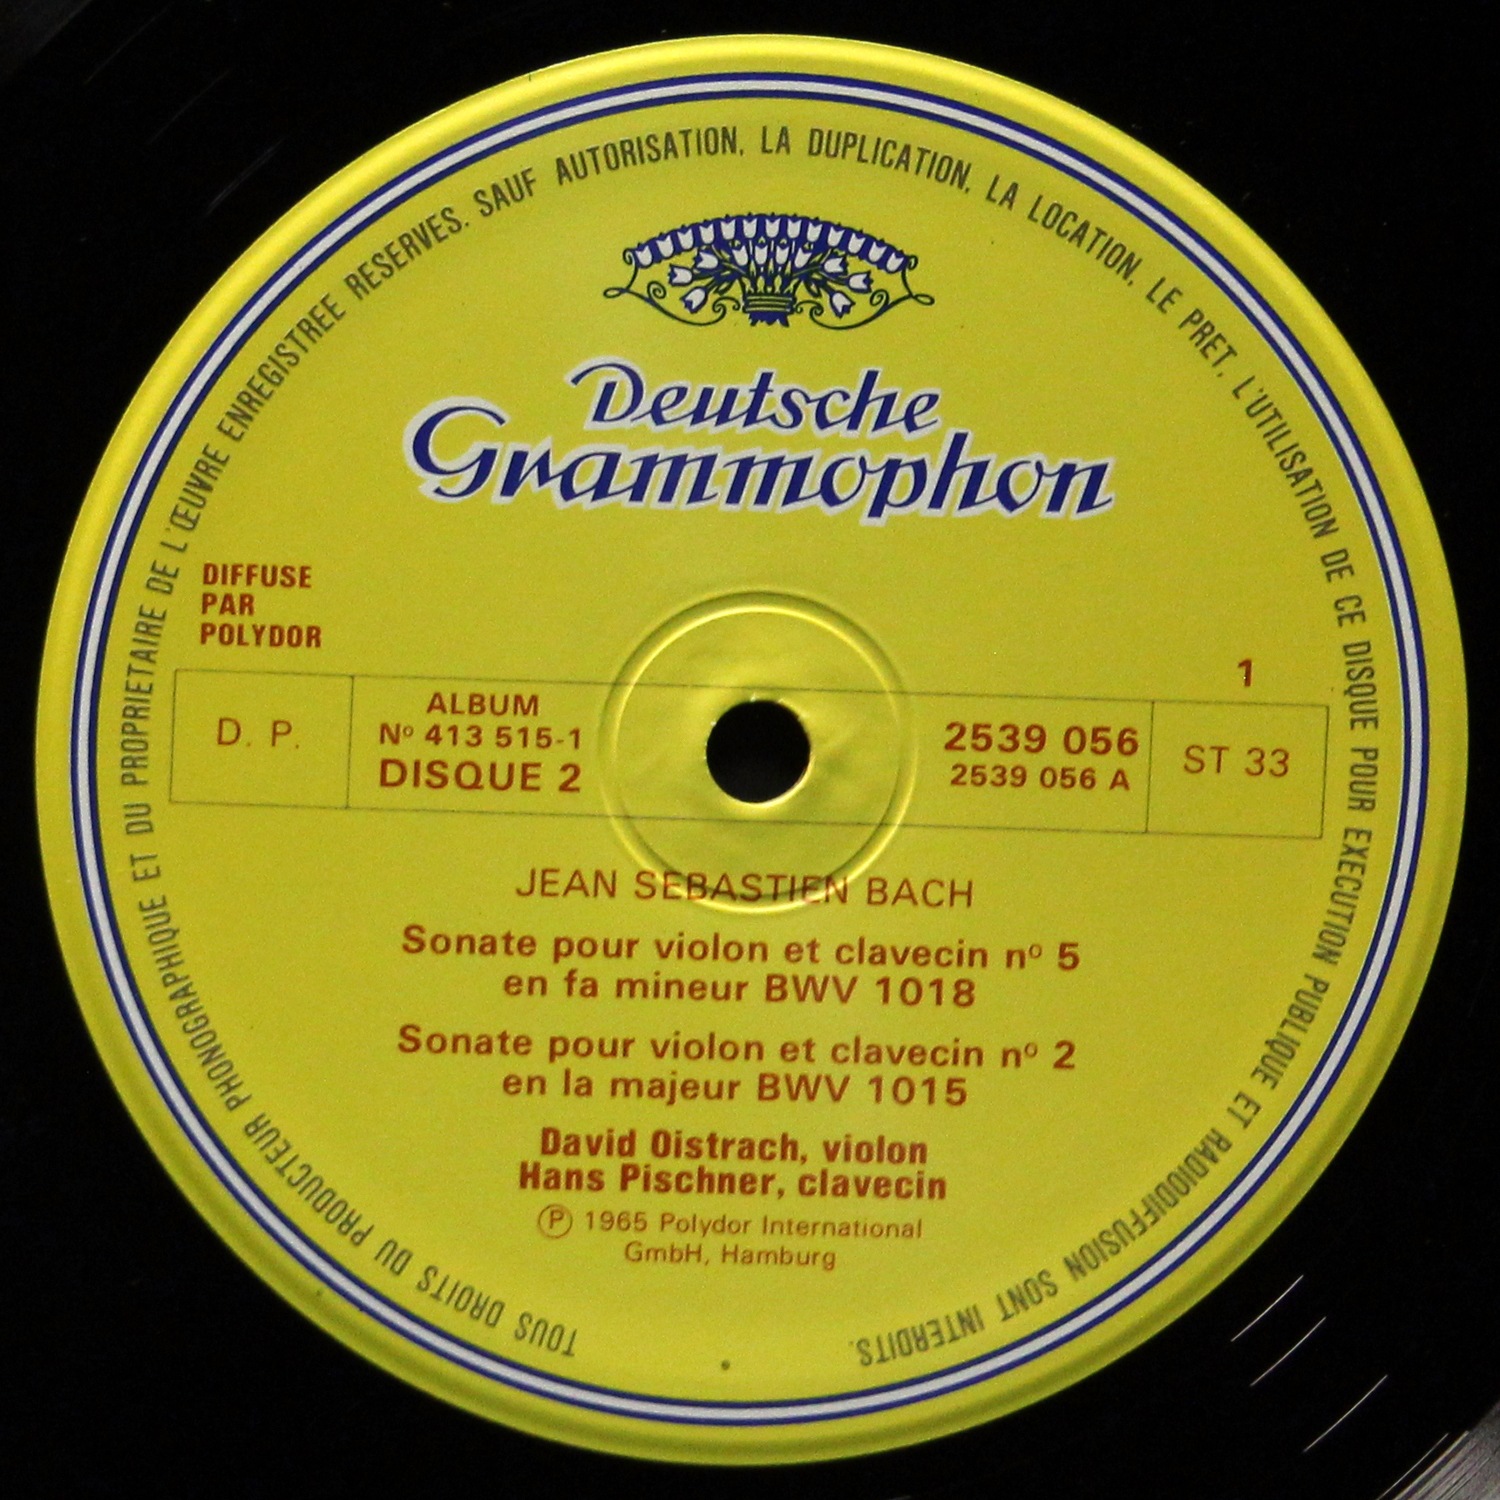 TOUS DROITS DU PRODUCTEUR PHONOGRAPHIQUE ET DU PROPRIETAIRE DE L'ŒUVRE ENREGISTREE RESERVES. SAUF AUTORISATION, LA DUPLICATION, LA LOCATION, LE PRET, L'UTILISATION DE CE DISQUE POUR EXECUTION PUBLIQUE ET RADIODIFFUSION SONT INTERDITS.
Deutsche
Grammophon
DIFFUSE
PAR
POLYDOR
1
D. P.
ALBUM
Nº 413 515-1
DISQUE 2
2539 056
2539 056 A
ST 33
JEAN SEBASTIEN BACH
Sonate pour violon et clavecin nº 5
en fa mineur BWV 1018
Sonate pour violon et clavecin nº 2
en la majeur BWV 1015
David Oistrach, violon
Hans Pischner, clavecin
Ⓟ 1965 Polydor International
GmbH, Hamburg